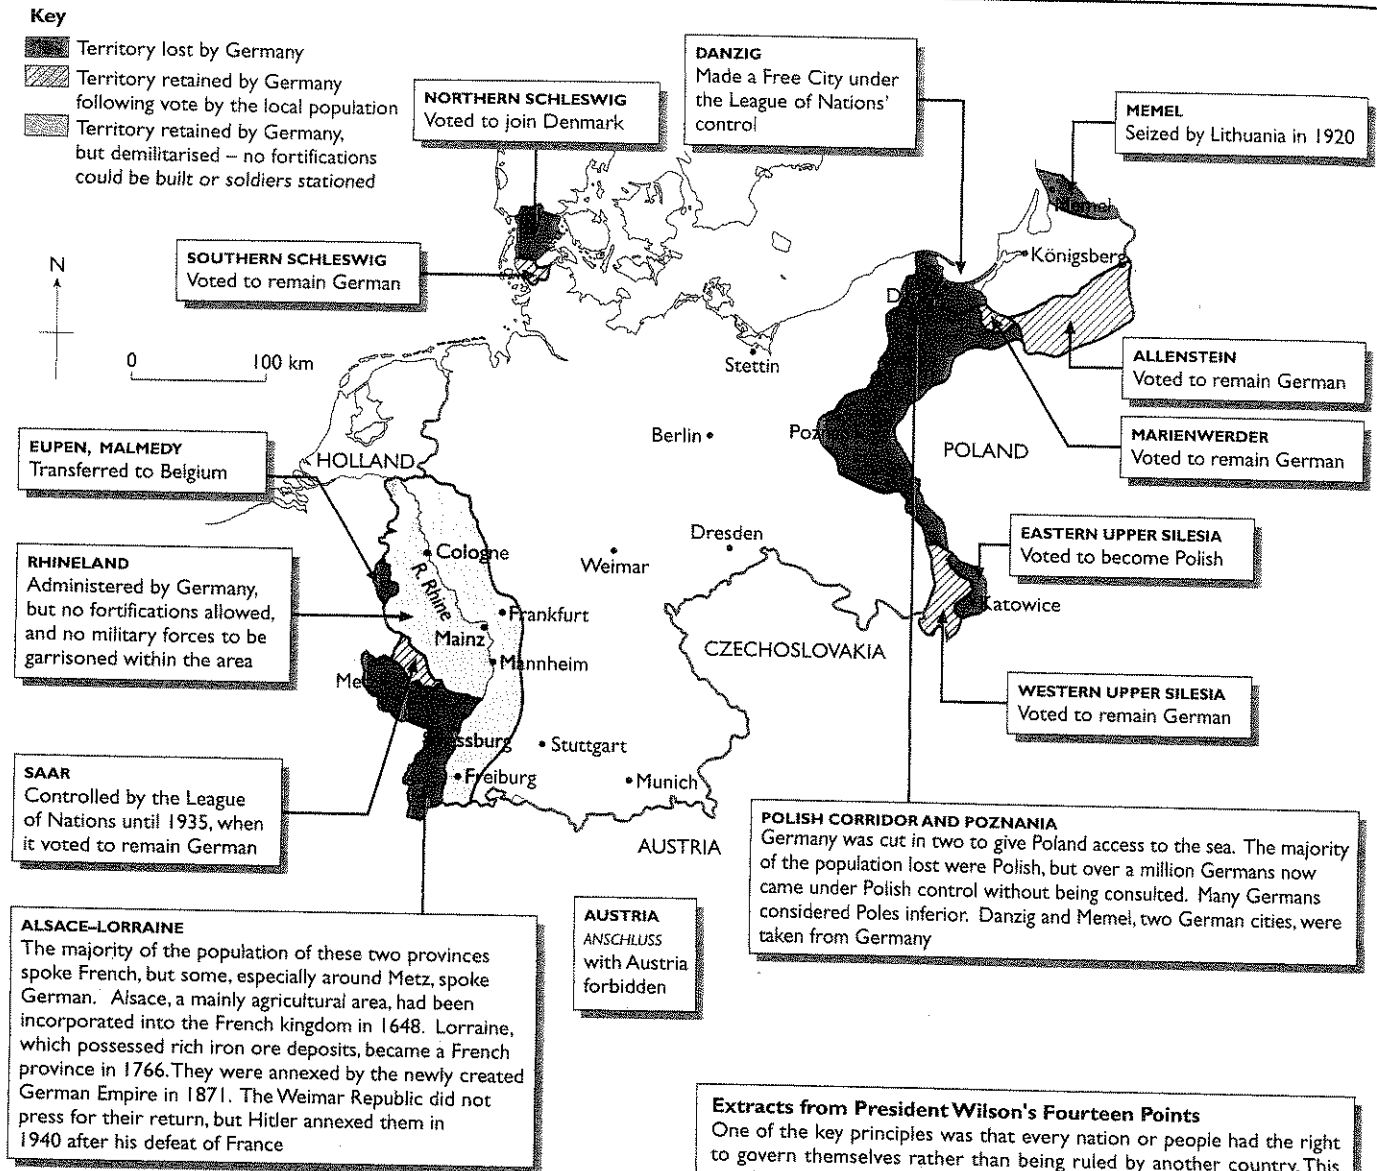 Key
Territory lost by Germany
Territory retained by Germany
following vote by the local population
Territory retained by Germany,
but demilitarised – no fortifications
could be built or soldiers stationed
NORTHERN SCHLESWIG
Voted to join Denmark
DANZIG
Made a Free City under
the League of Nations'
control
MEMEL
Seized by Lithuania in 1920
SOUTHERN SCHLESWIG
Voted to remain German
N
0 100 km
Memel
Königsberg
D
Stettin
ALLENSTEIN
Voted to remain German
MARIENWERDER
Voted to remain German
Berlin
Poz
POLAND
HOLLAND
EUPEN, MALMEDY
Transferred to Belgium
RHINELAND
Administered by Germany,
but no fortifications allowed,
and no military forces to be
garrisoned within the area
Cologne
R. Rhine
Frankfurt
Mainz
Mannheim
Me
ssburg
Stuttgart
Freiburg
Munich
Weimar
Dresden
EASTERN UPPER SILESIA
Voted to become Polish
Katowice
CZECHOSLOVAKIA
WESTERN UPPER SILESIA
Voted to remain German
SAAR
Controlled by the League
of Nations until 1935, when
it voted to remain German
AUSTRIA
POLISH CORRIDOR AND POZNANIA
Germany was cut in two to give Poland access to the sea. The majority
of the population lost were Polish, but over a million Germans now
came under Polish control without being consulted. Many Germans
considered Poles inferior. Danzig and Memel, two German cities, were
taken from Germany
ALSACE–LORRAINE
The majority of the population of these two provinces
spoke French, but some, especially around Metz, spoke
German. Alsace, a mainly agricultural area, had been
incorporated into the French kingdom in 1648. Lorraine,
which possessed rich iron ore deposits, became a French
province in 1766. They were annexed by the newly created
German Empire in 1871. The Weimar Republic did not
press for their return, but Hitler annexed them in
1940 after his defeat of France
AUSTRIA
ANSCHLUSS
with Austria
forbidden
Extracts from President Wilson's Fourteen Points
One of the key principles was that every nation or people had the right
to govern themselves rather than being ruled by another country. This